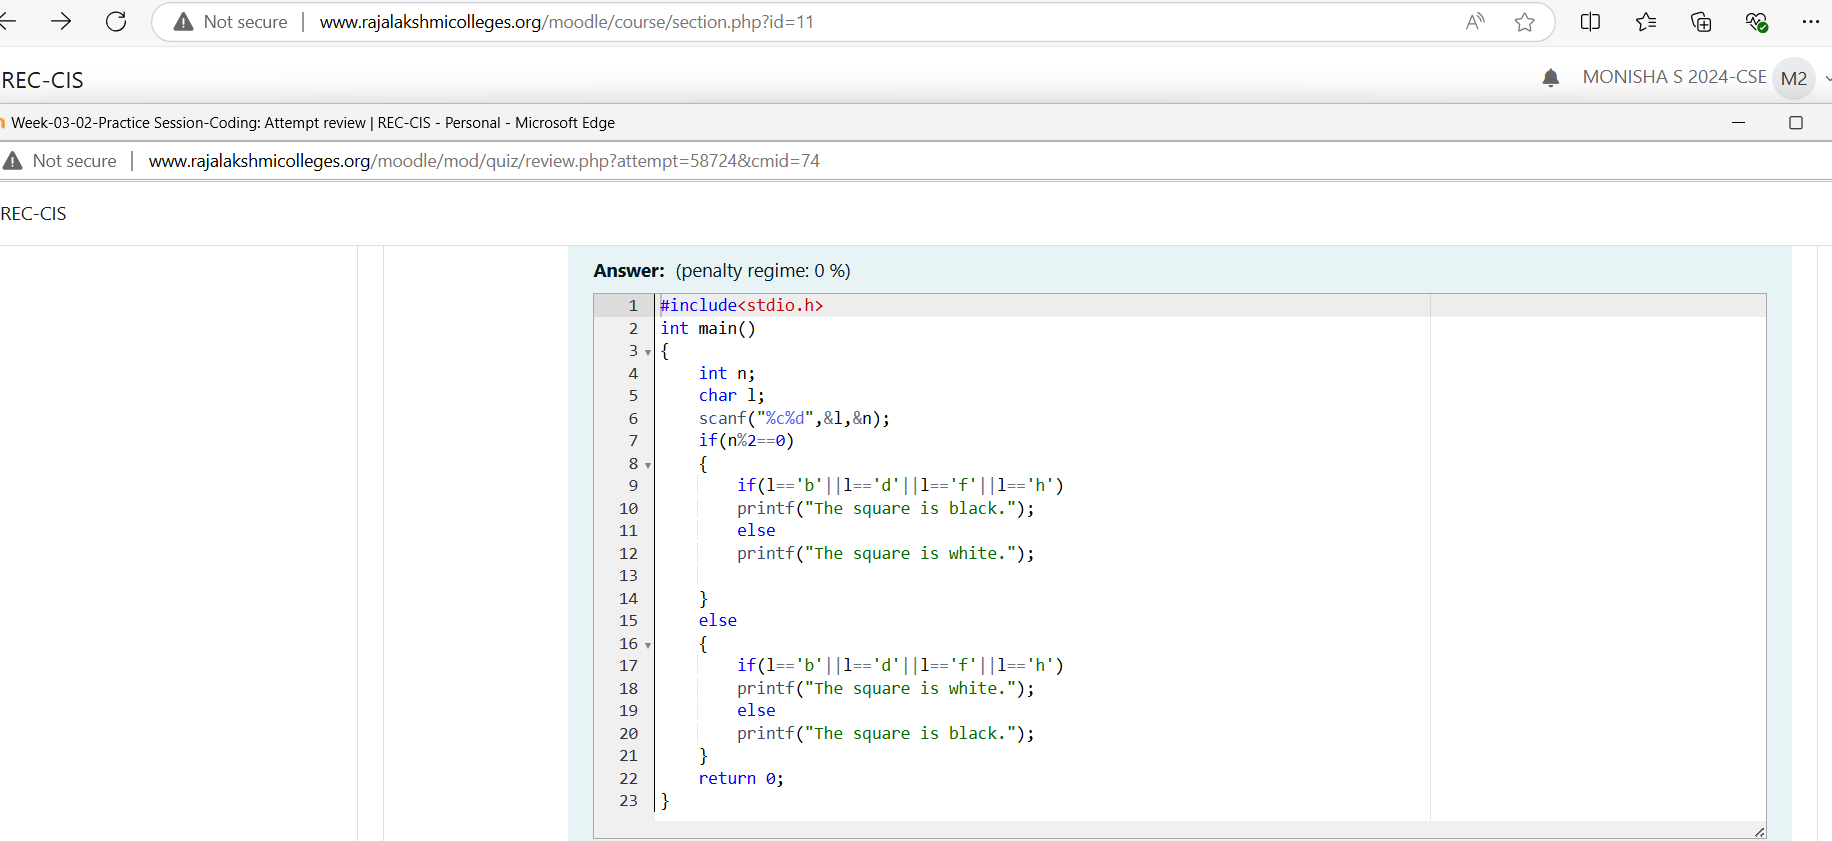 Not secure | www.rajalakshmicolleges.org/moodle/course/section.php?id=11
REC-CIS
MONISHA S 2024-CSE M2
Week-03-02-Practice Session-Coding: Attempt review | REC-CIS - Personal - Microsoft Edge
Not secure | www.rajalakshmicolleges.org/moodle/mod/quiz/review.php?attempt=58724&cmid=74
REC-CIS
Answer: (penalty regime: 0 %)
1 #include<stdio.h>
2 int main()
3 {
4     int n;
5     char l;
6     scanf("%c%d",&l,&n);
7     if(n%2==0)
8     {
9         if(l=='b'||l=='d'||l=='f'||l=='h')
10         printf("The square is black.");
11         else
12         printf("The square is white.");
13
14     }
15     else
16     {
17         if(l=='b'||l=='d'||l=='f'||l=='h')
18         printf("The square is white.");
19         else
20         printf("The square is black.");
21     }
22     return 0;
23 }